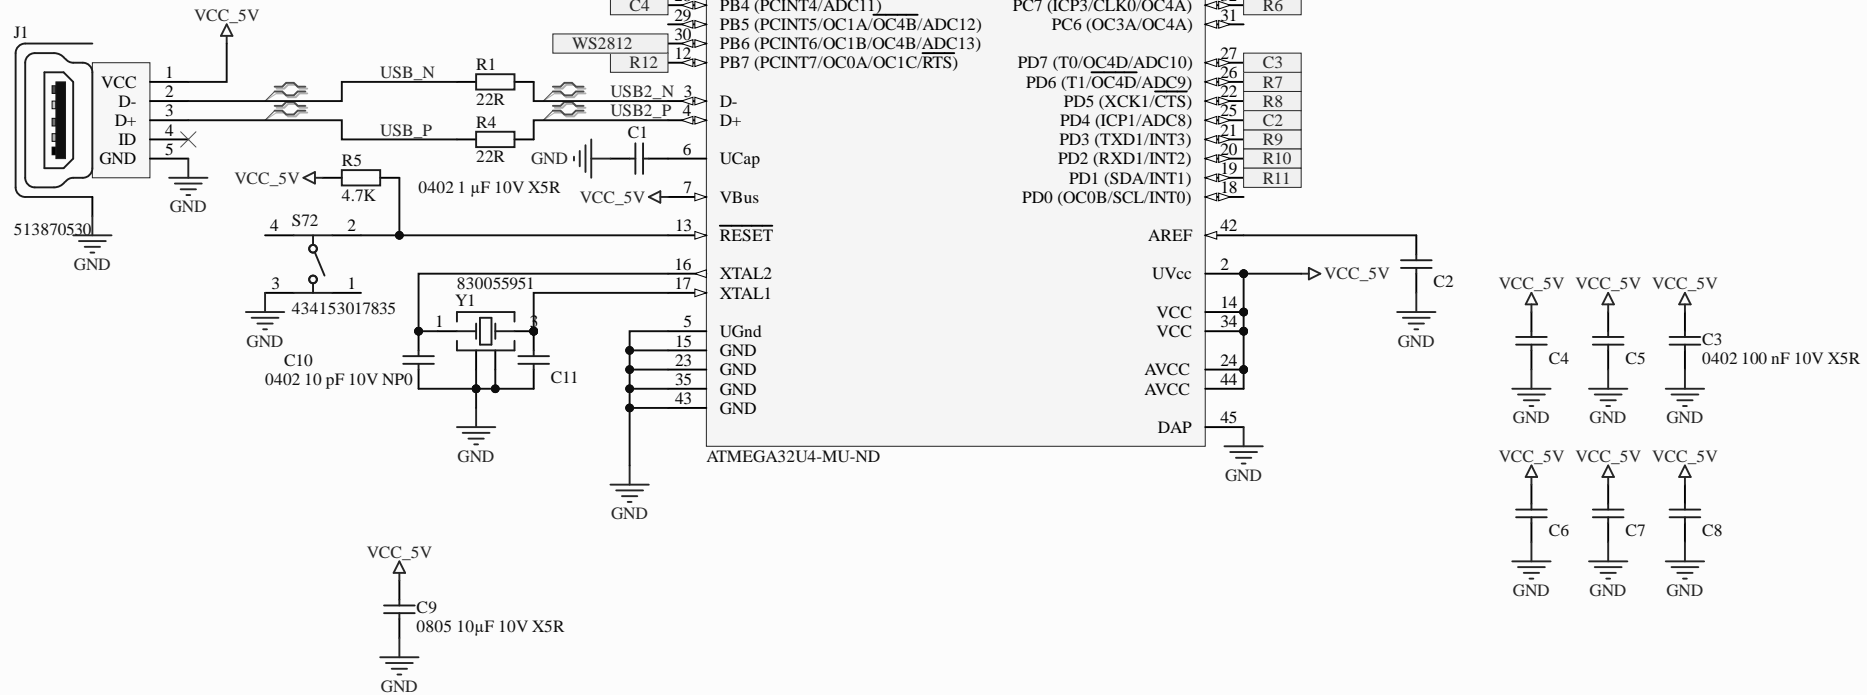 C4
29
PB4 (PCINT4/ADC11)
PB5 (PCINT5/OC1A/OC4B/ADC12)
WS2812
30
PB6 (PCINT6/OC1B/OC4B/ADC13)
R12
12
PB7 (PCINT7/OC0A/OC1C/RTS)
PC7 (ICP3/CLK0/OC4A)
R6
PC6 (OC3A/OC4A)
31
PD7 (T0/OC4D/ADC10)
27
C3
PD6 (T1/OC4D/ADC9)
26
R7
PD5 (XCK1/CTS)
22
R8
PD4 (ICP1/ADC8)
25
C2
PD3 (TXD1/INT3)
21
R9
PD2 (RXD1/INT2)
20
R10
PD1 (SDA/INT1)
19
R11
PD0 (OC0B/SCL/INT0)
18
J1
VCC_5V
VCC
1
D-
2
D+
3
ID
4
GND
5
GND
513870530
GND
USB_N
R1
22R
USB_P
R4
22R
USB2_N
3
D-
USB2_P
4
D+
C1
GND
6
UCap
0402 1 µF 10V X5R
VCC_5V
7
VBus
VCC_5V
R5
4.7K
S72
4
2
3
1
434153017835
GND
13
RESET
16
XTAL2
17
XTAL1
830055951
Y1
1
3
C10
0402 10 pF 10V NP0
C11
GND
5
UGnd
15
GND
23
GND
35
GND
43
GND
GND
ATMEGA32U4-MU-ND
AREF
42
UVcc
2
VCC_5V
VCC
14
VCC
34
AVCC
24
AVCC
44
DAP
45
GND
C2
GND
VCC_5V
VCC_5V
VCC_5V
C4
C5
C3
0402 100 nF 10V X5R
GND
GND
GND
VCC_5V
VCC_5V
VCC_5V
C6
C7
C8
GND
GND
GND
VCC_5V
C9
0805 10µF 10V X5R
GND